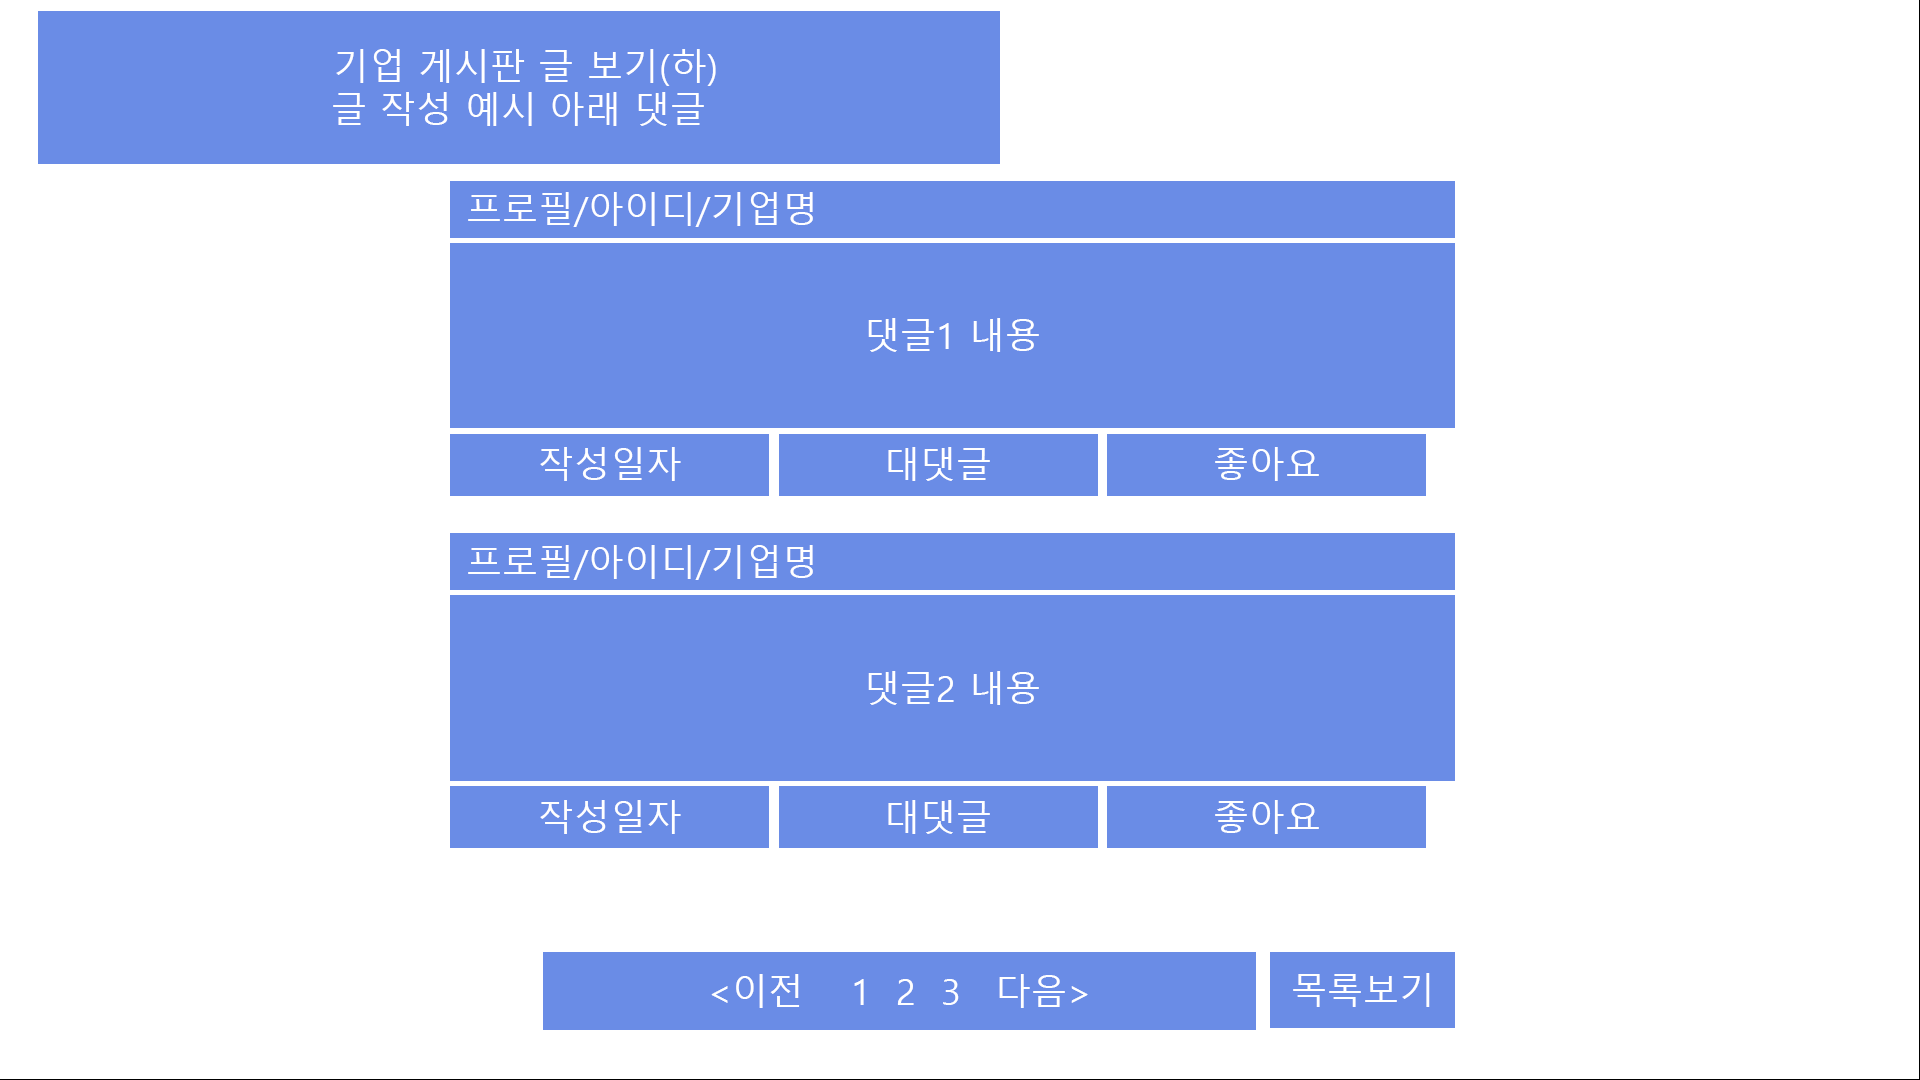 기업 게시판 글 보기(하)
글 작성 예시 아래 댓글
프로필/아이디/기업명
댓글1 내용
작성일자 대댓글 좋아요
프로필/아이디/기업명
댓글2 내용
작성일자 대댓글 좋아요
<이전 1 2 3 다음> 목록보기